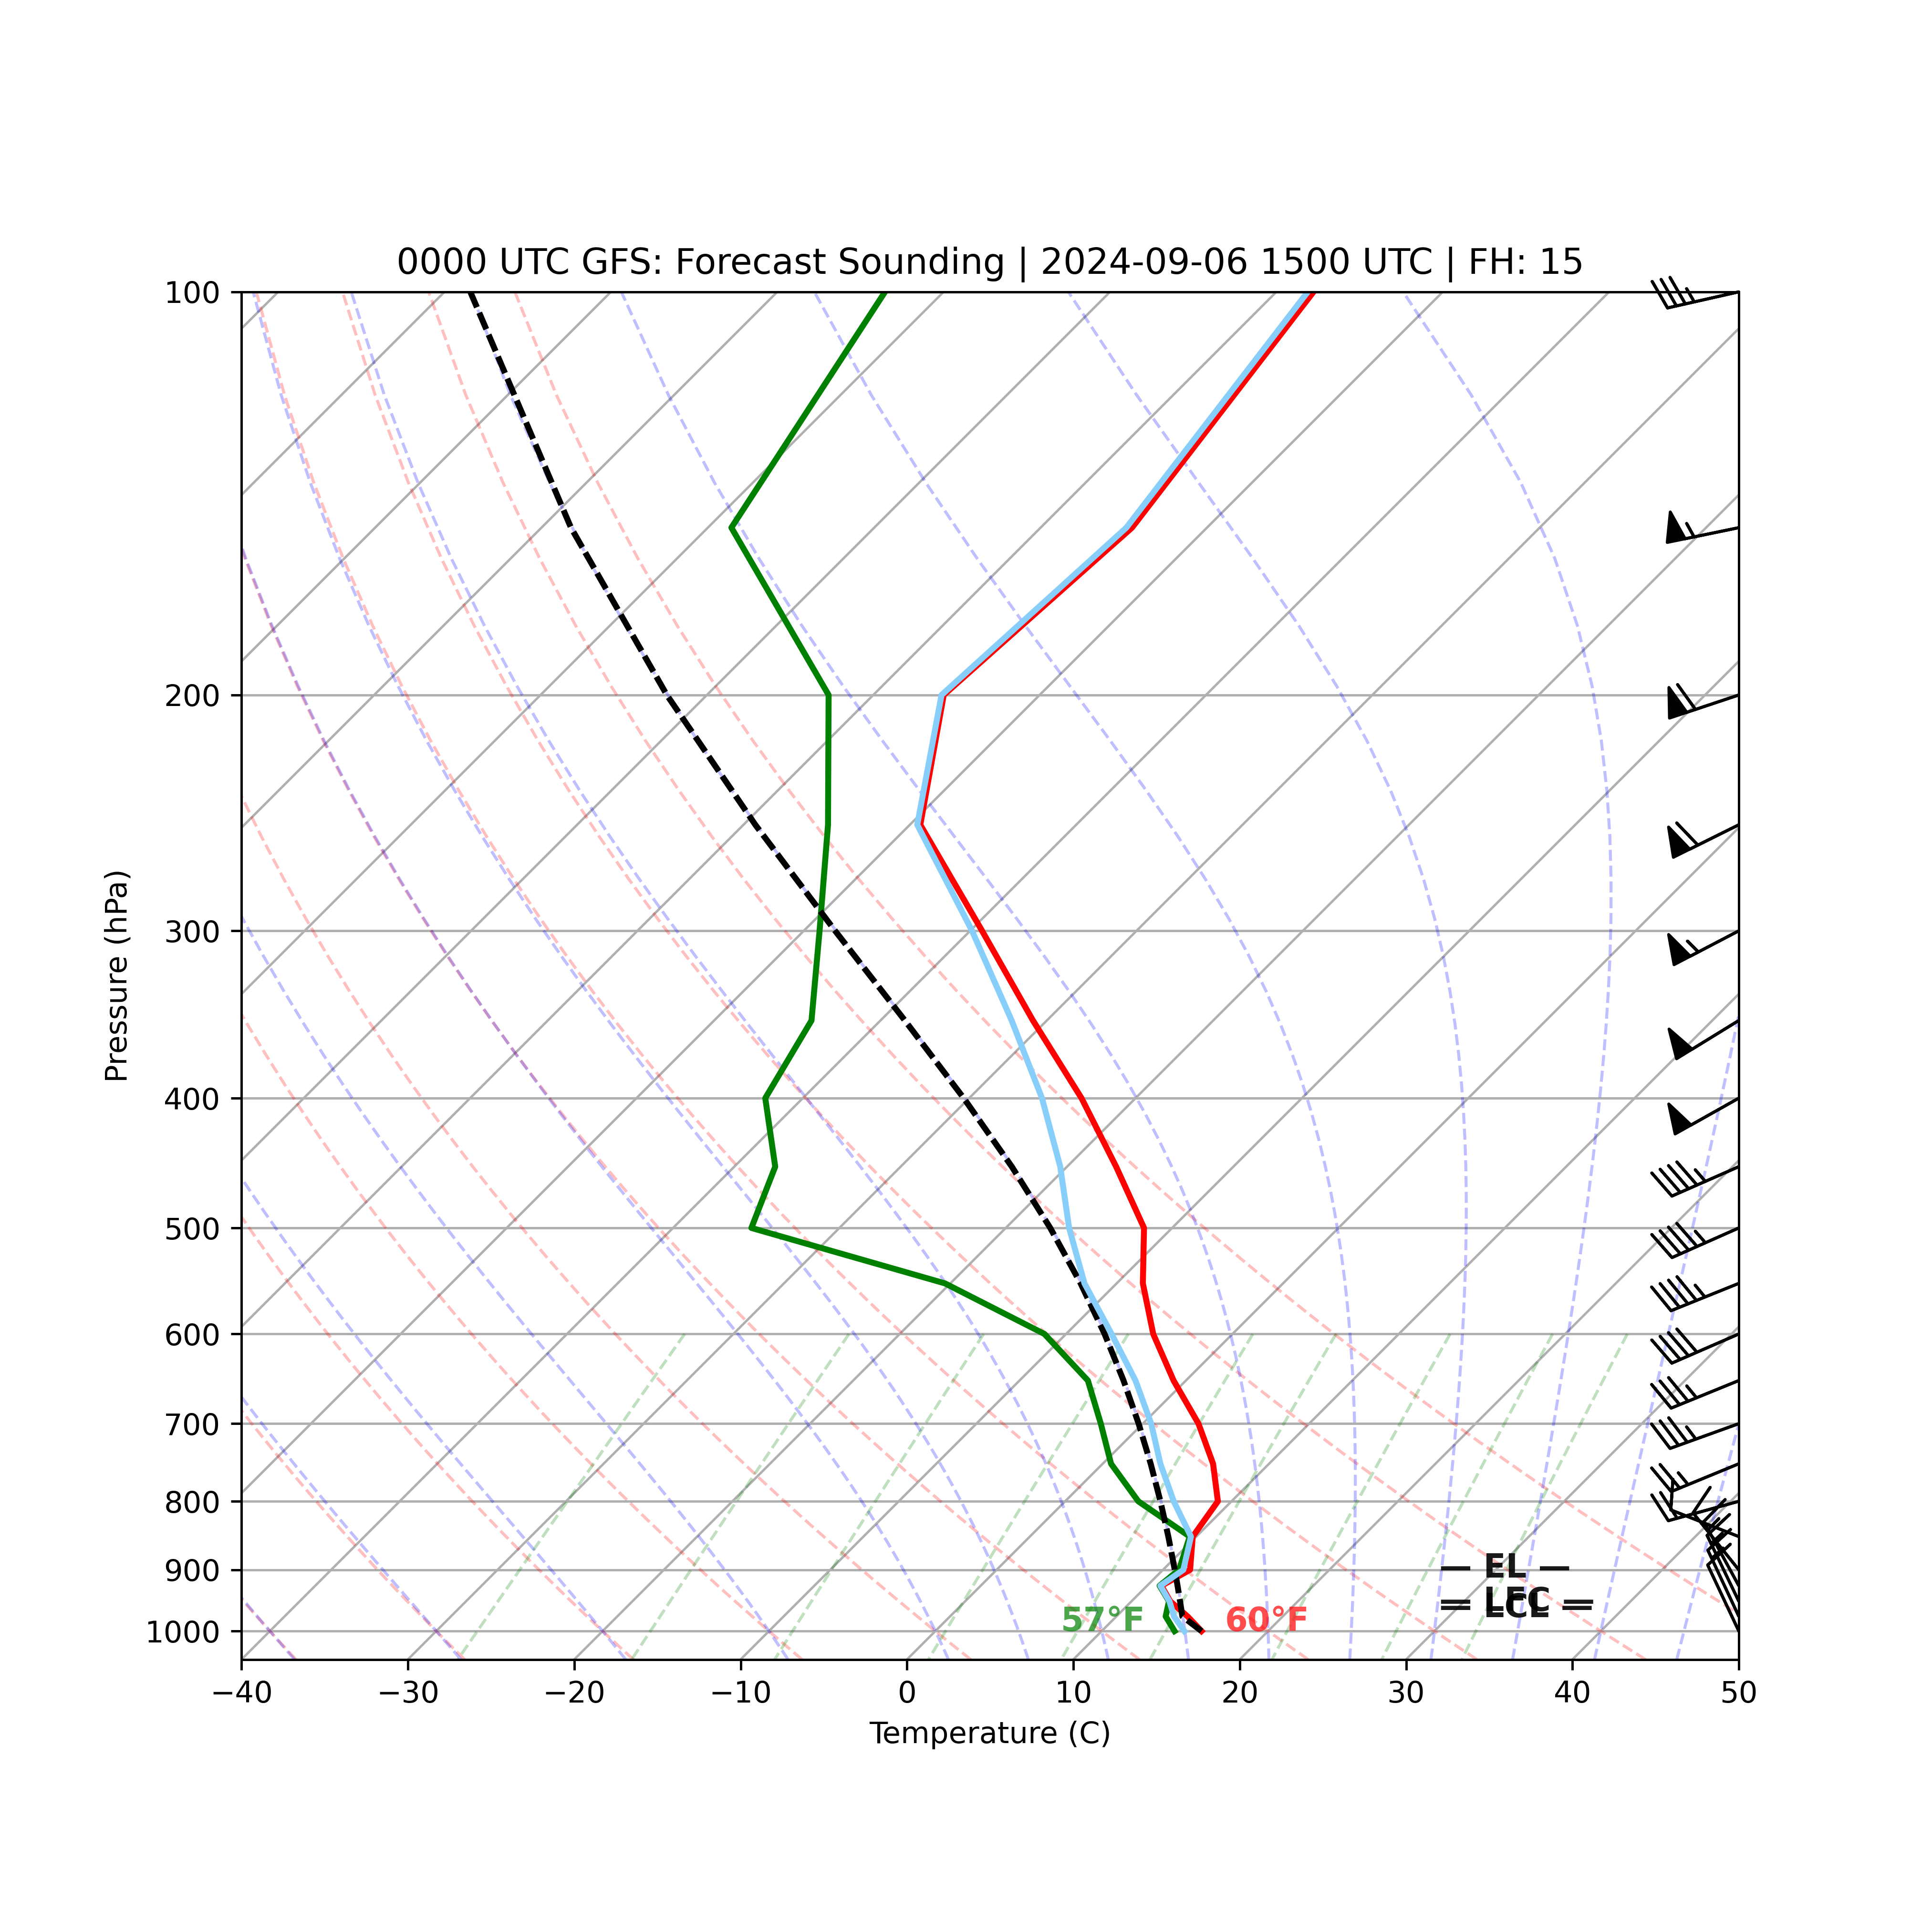 0000 UTC GFS: Forecast Sounding | 2024-09-06 1500 UTC | FH: 15
100
200
300
400
500
600
700
800
900
1000
Pressure (hPa)
— EL —
— LFC —
— LCL —
57°F
60°F
−40 −30 −20 −10 0 10 20 30 40 50
Temperature (C)